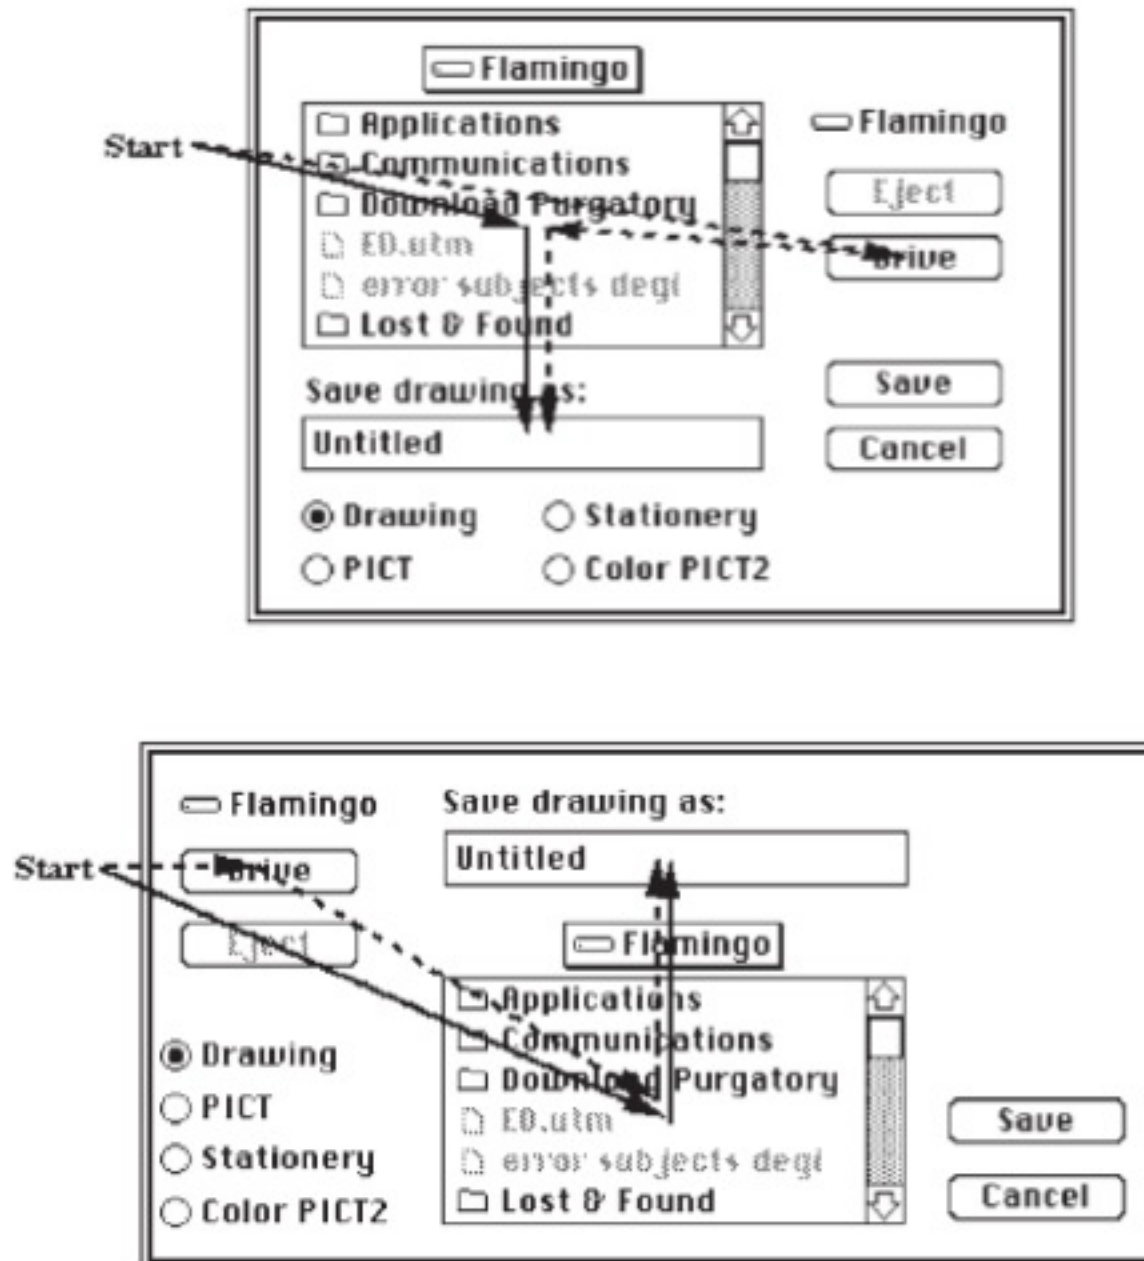 Flamingo
Start
Applications
Communications
Download Purgatory
EO.utm
error subjects degi
Lost & Found
Flamingo
Eject
Drive
Save drawing as:
Untitled
Save
Cancel
Drawing
Stationery
PICT
Color PICT2
Flamingo
Save drawing as:
Start
Drive
Untitled
Eject
Flamingo
Applications
Communications
Download Purgatory
EO.utm
error subjects degi
Lost & Found
Drawing
PICT
Stationery
Color PICT2
Save
Cancel